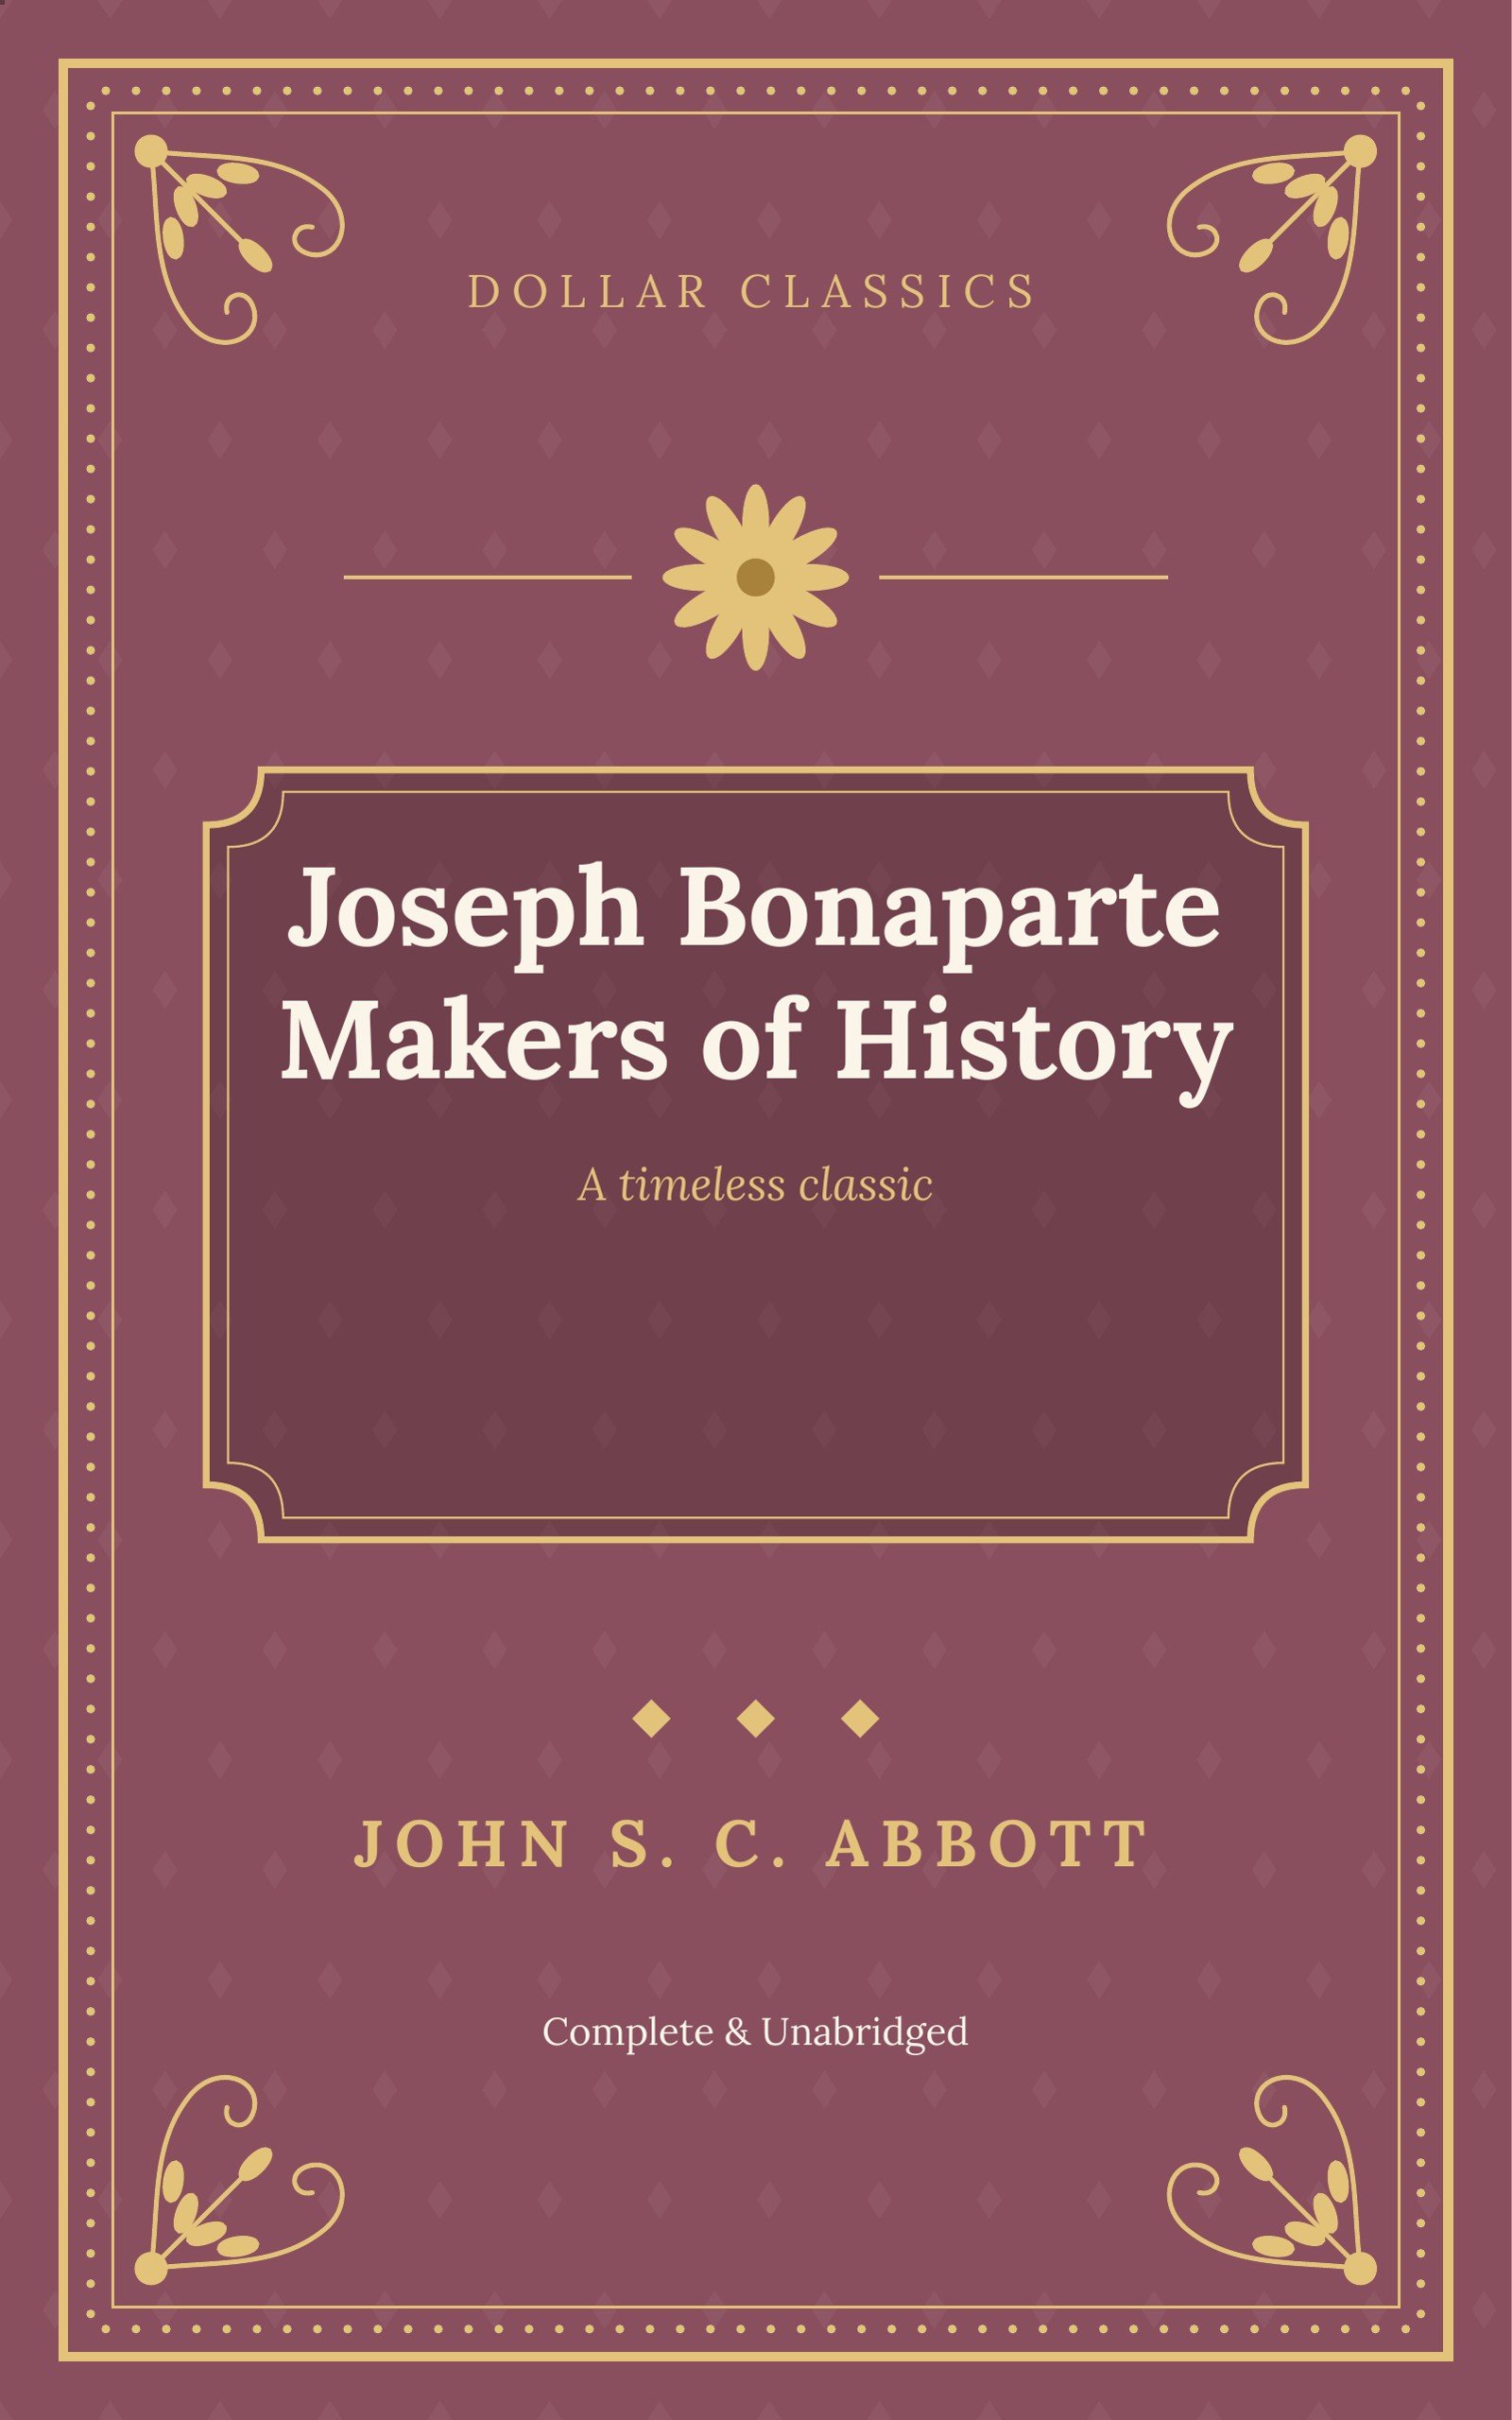 DOLLAR CLASSICS
Joseph Bonaparte
Makers of History
A timeless classic
JOHN S. C. ABBOTT
Complete & Unabridged